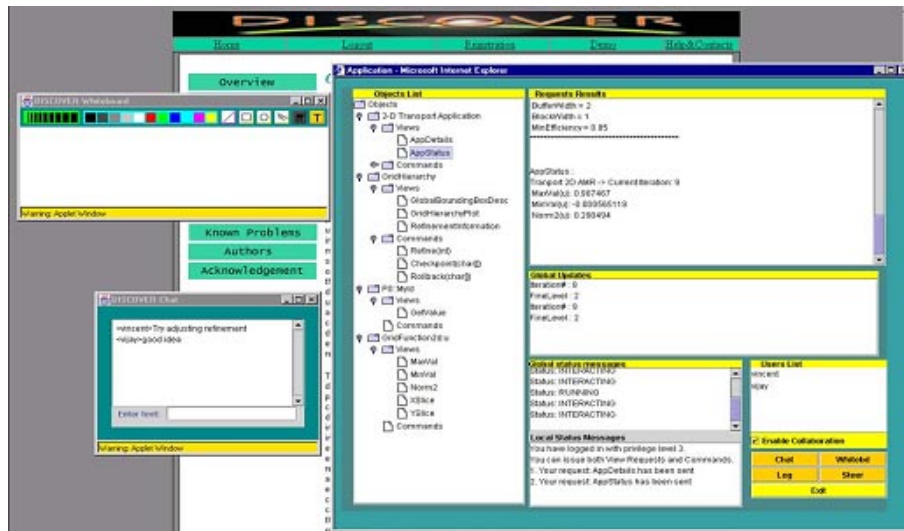 DISCOVER
Home Logout Registration Demo Help&Contacts
Overview
DISCOVER Whiteboard
T
Warning: Applet Window
Known Problems
Authors
Acknowledgement
DISCOVER Chat
<vincent>Try adjusting refinement
<vijay>good idea
Enter text:
Warning: Applet Window
Application - Microsoft Internet Explorer
Objects List
Objects
2-D Transport Application
Views
AppDetails
AppStatus
Commands
GridHierarchy
Views
GlobalBoundingBoxDesc
GridHierarchyPlot
RefinementInformation
Commands
Refine(int)
Checkpoint(char[])
Rollback(char[])
Views
GetValue
Commands
Views
MaxVal
MinVal
Norm2
XSlice
YSlice
Commands
Requests Results
BufferWidth = 2
BlockWidth = 1
MinEfficiency = 0.85
AppStatus :
Tranport 2D AMR -> Current Iteration: 9
MaxVal(u): 0.987467
Norm2(u): 0.298494
Global Updates
Iteration# : 9
FineLevel : 2
Iteration# : 9
FineLevel : 2
Global status messages
Status: INTERACTING
Status: INTERACTING
Status: RUNNING
Status: INTERACTING
Status: INTERACTING
Local Status Messages
You have logged in with privilege level 3.
You can issue both View Requests and Commands.
1. Your request: AppDetails has been sent
2. Your request: AppStatus has been sent
Users List
vincent
vijay
Enable Collaboration
Chat Whitebd
Log Steer
Exit